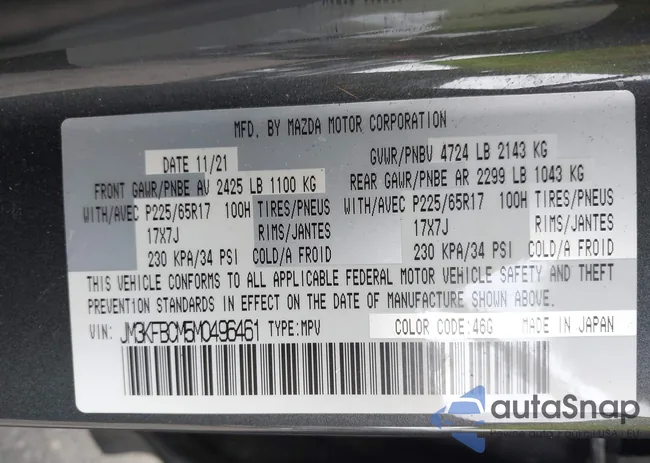 MFD. BY MAZDA MOTOR CORPORATION
DATE 11/21
GVWR/PNBV 4724 LB 2143 KG
FRONT GAWR/PNBE AV 2425 LB 1100 KG
REAR GAWR/PNBE AR 2299 LB 1043 KG
WITH/AVEC P225/65R17 100H TIRES/PNEUS
WITH/AVEC P225/65R17 100H TIRES/PNEUS
17X7J RIMS/JANTES
17X7J RIMS/JANTES
230 KPA/34 PSI COLD/A FROID
230 KPA/34 PSI COLD/A FROID
THIS VEHICLE CONFORMS TO ALL APPLICABLE FEDERAL MOTOR VEHICLE SAFETY AND THEFT
PREVENTION STANDARDS IN EFFECT ON THE DATE OF MANUFACTURE SHOWN ABOVE.
VIN: JM3KFBCM5M0496461 TYPE:MPV COLOR CODE:46G MADE IN JAPAN
autaSnap